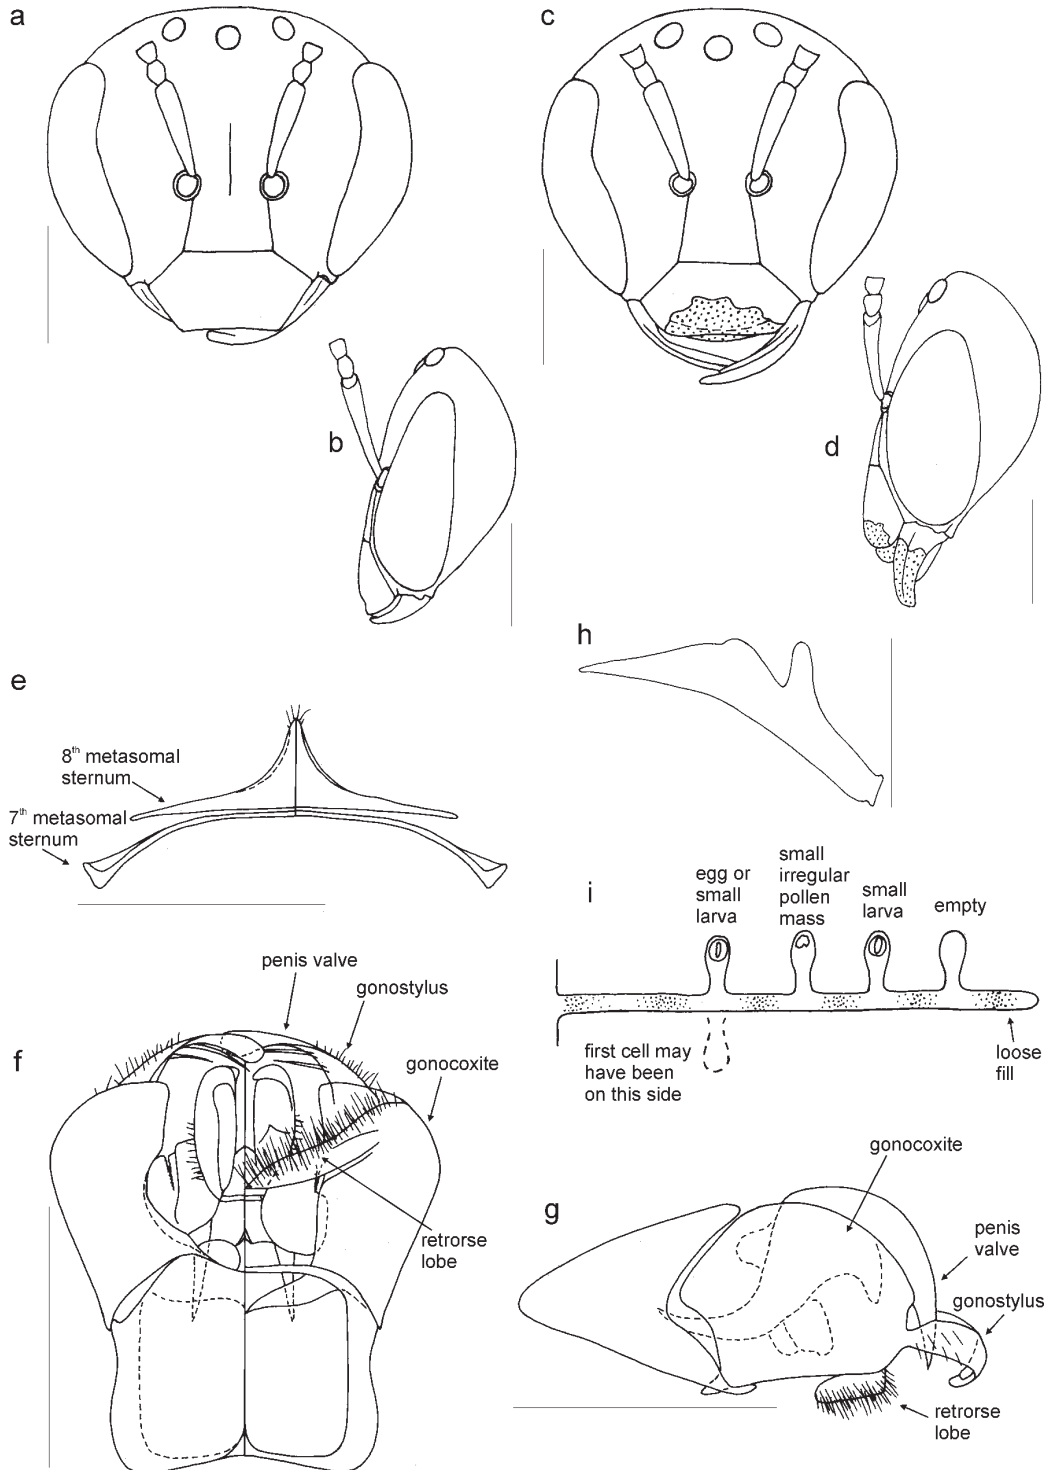 a
c
b
d
h
e
8th metasomal
sternum
7th metasomal
sternum
i
egg or
small
larva
small
irregular
pollen
mass
small
larva
empty
first cell may
have been
on this side
loose
fill
f
penis valve
gonostylus
gonocoxite
retrorse
lobe
g
gonocoxite
penis
valve
gonostylus
retrorse
lobe